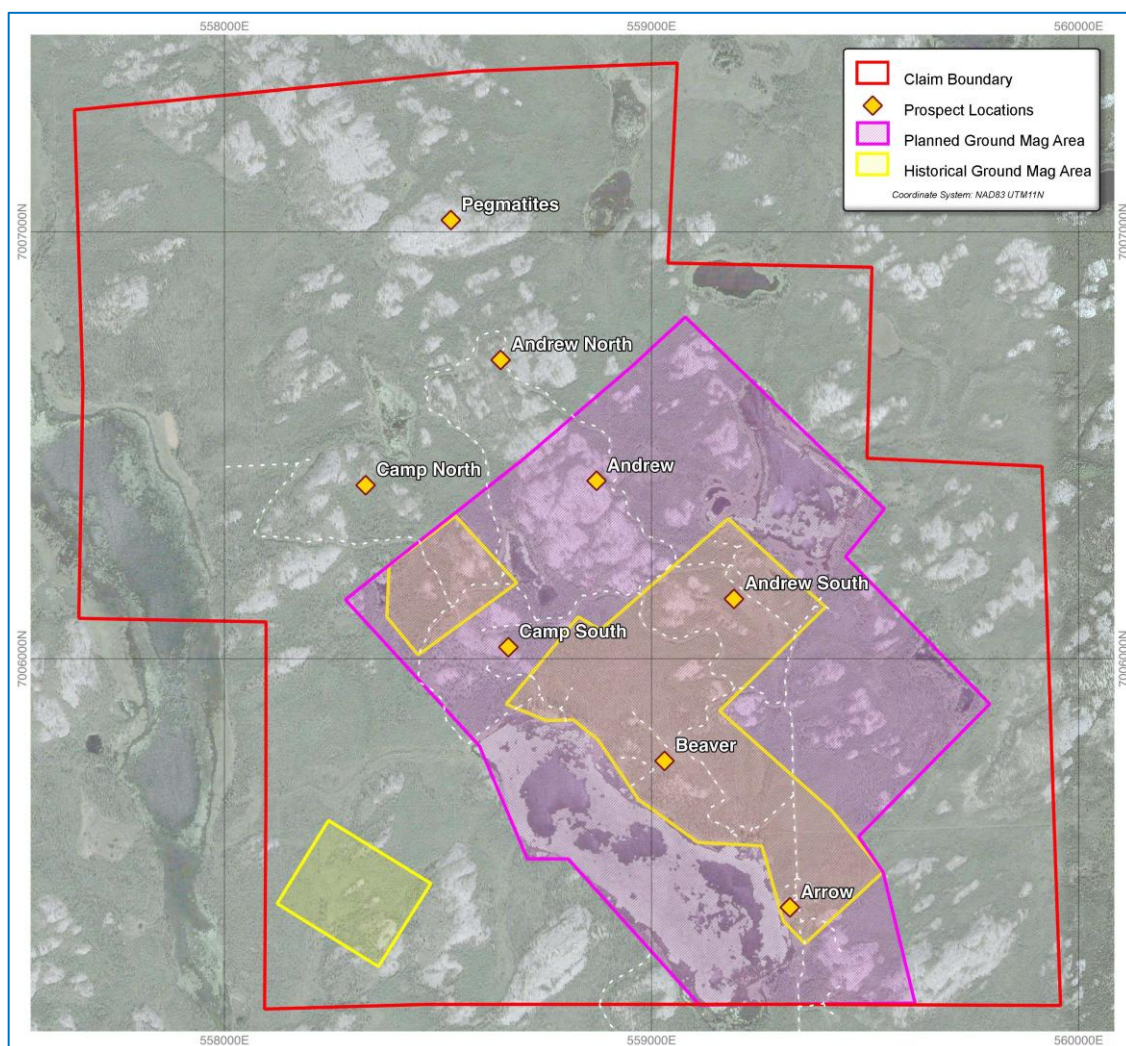 558000E
559000E
560000E
Claim Boundary
Prospect Locations
Planned Ground Mag Area
Historical Ground Mag Area
Coordinate System: NAD83 UTM11N
7007000N
7007000N
Pegmatites
Andrew North
Camp North
Andrew
Andrew South
Camp South
7006000N
7006000N
Beaver
Arrow
558000E
559000E
560000E